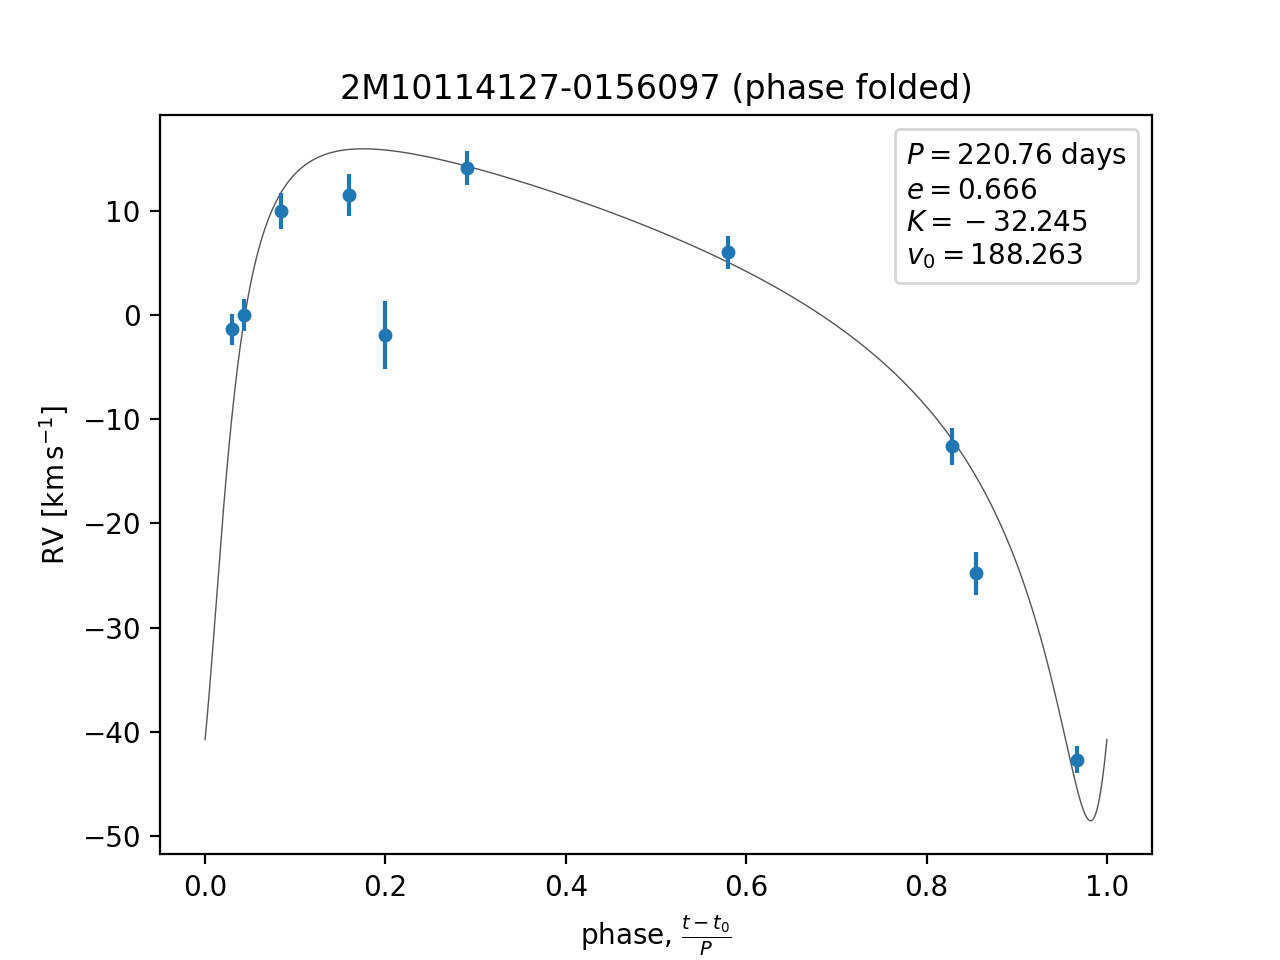 2M10114127-0156097 (phase folded)
P = 220.76 days
e = 0.666
K = − 32.245
v₀ = 188.263
RV [km s⁻¹]
10
0
−10
−20
−30
−40
−50
0.0 0.2 0.4 0.6 0.8 1.0
phase, (t − t₀)/P